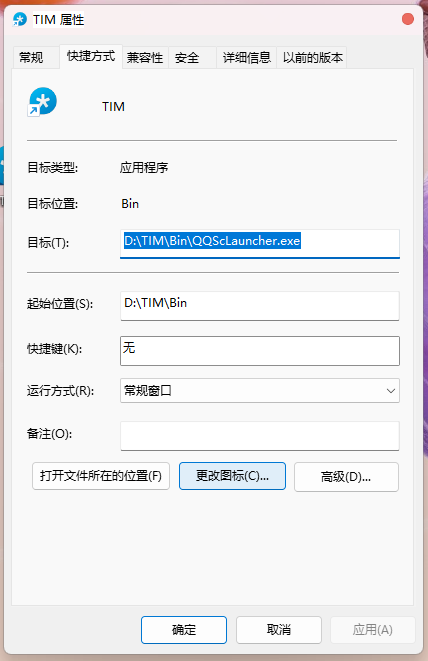 TIM 属性
常规 快捷方式 兼容性 安全 详细信息 以前的版本
TIM
目标类型: 应用程序
目标位置: Bin
目标(T): D:\TIM\Bin\QQScLauncher.exe
起始位置(S): D:\TIM\Bin
快捷键(K): 无
运行方式(R): 常规窗口
备注(O):
打开文件所在的位置(F) 更改图标(C)... 高级(D)...
确定 取消 应用(A)